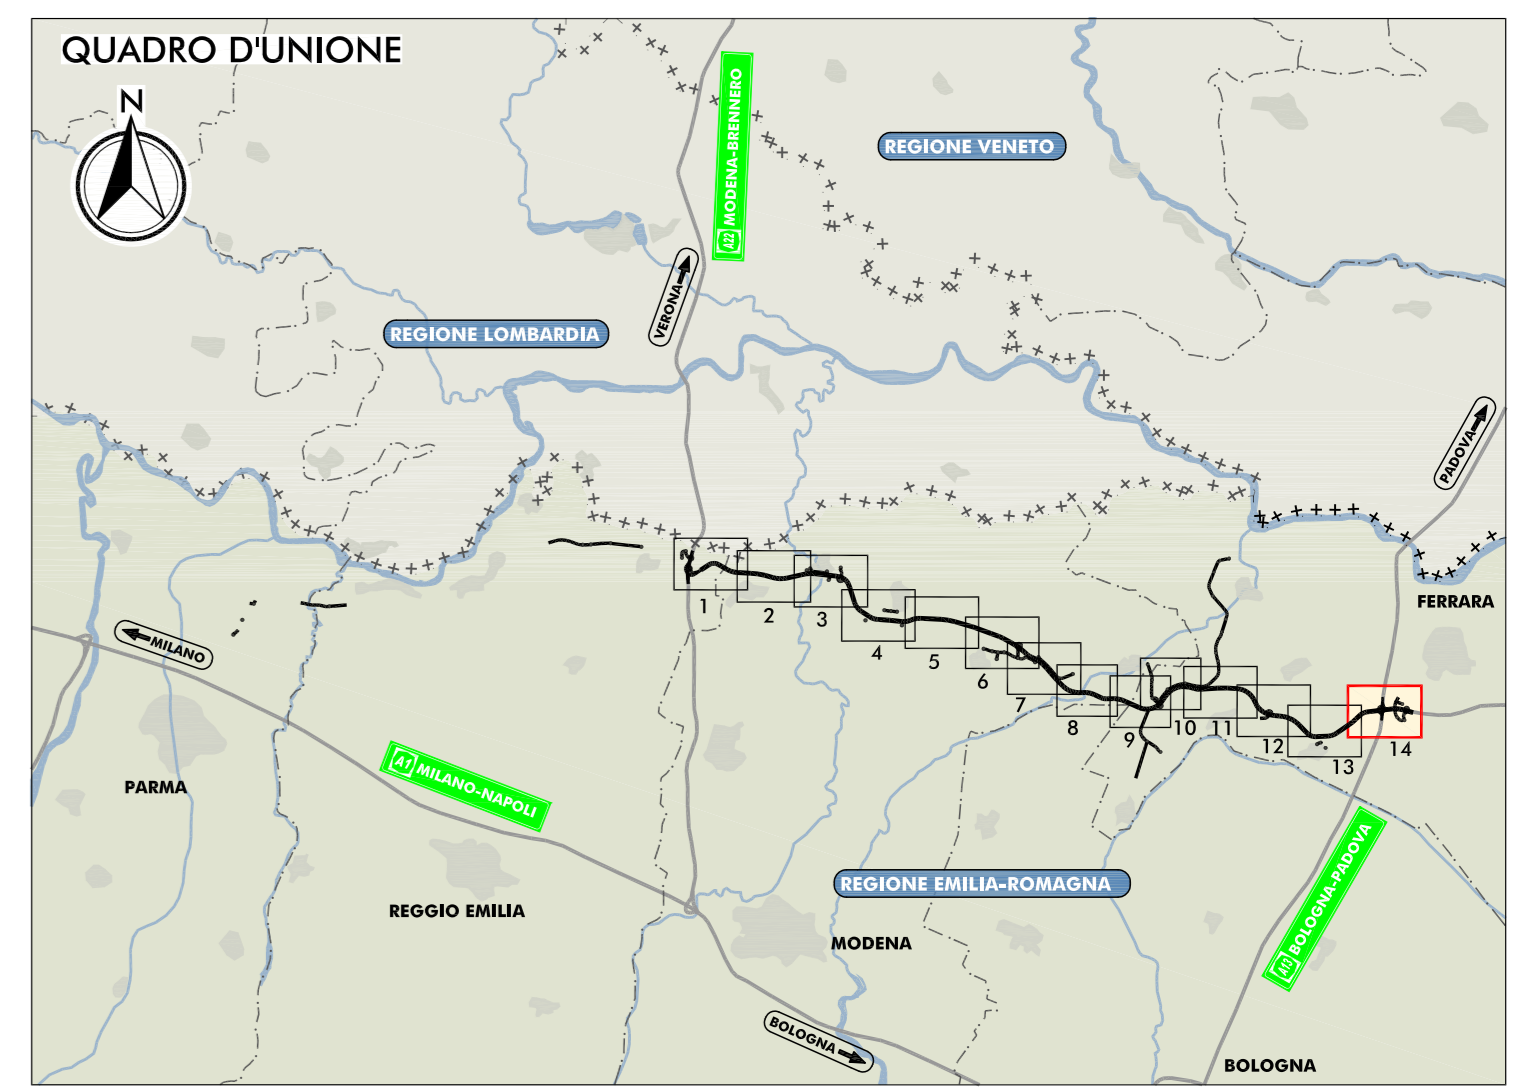 QUADRO D'UNIONE
N
A22 MODENA-BRENNERO
REGIONE VENETO
VERONA
REGIONE LOMBARDIA
PADOVA
FERRARA
MILANO
1
2
3
4
5
6
7
8
9
10
11
12
13
14
PARMA
A1 MILANO-NAPOLI
REGIONE EMILIA-ROMAGNA
A13 BOLOGNA-PADOVA
REGGIO EMILIA
MODENA
BOLOGNA
BOLOGNA